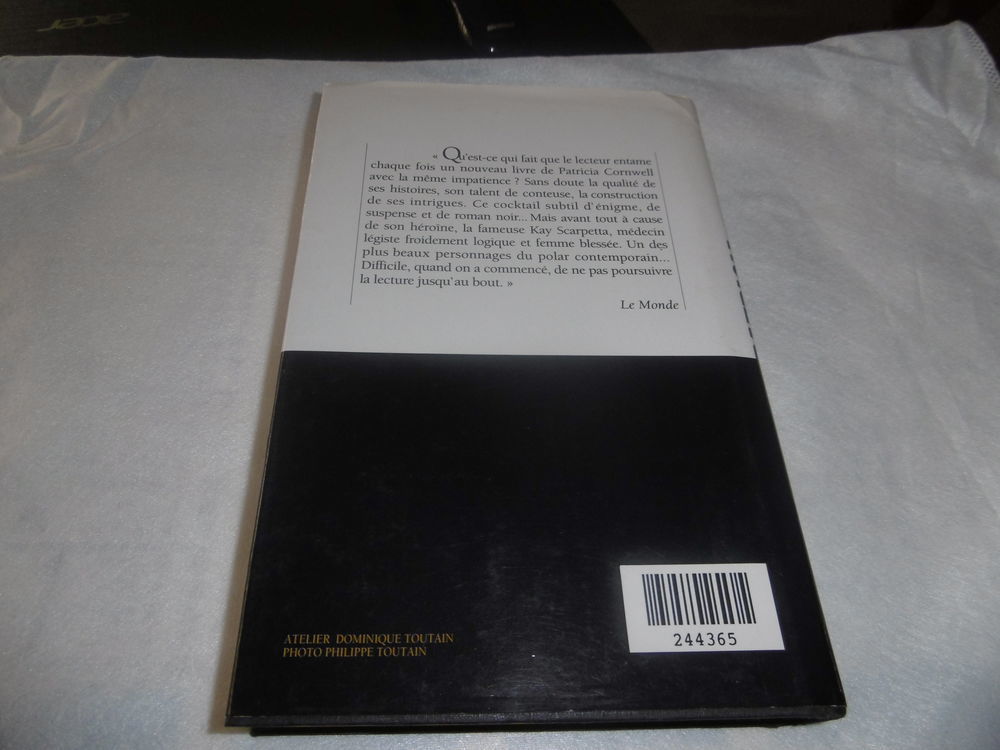 acer
« Qu'est-ce qui fait que le lecteur entame
chaque fois un nouveau livre de Patricia Cornwell
avec la même impatience ? Sans doute la qualité de
ses histoires, son talent de conteuse, la construction
de ses intrigues. Ce cocktail subtil d'énigme, de
suspense et de roman noir... Mais avant tout à cause
de son héroïne, la fameuse Kay Scarpetta, médecin
légiste froidement logique et femme blessée. Un des
plus beaux personnages du polar contemporain...
Difficile, quand on a commencé, de ne pas poursuivre
la lecture jusqu'au bout. »
Le Monde
ATELIER DOMINIQUE TOUTAIN
PHOTO PHILIPPE TOUTAIN
244365